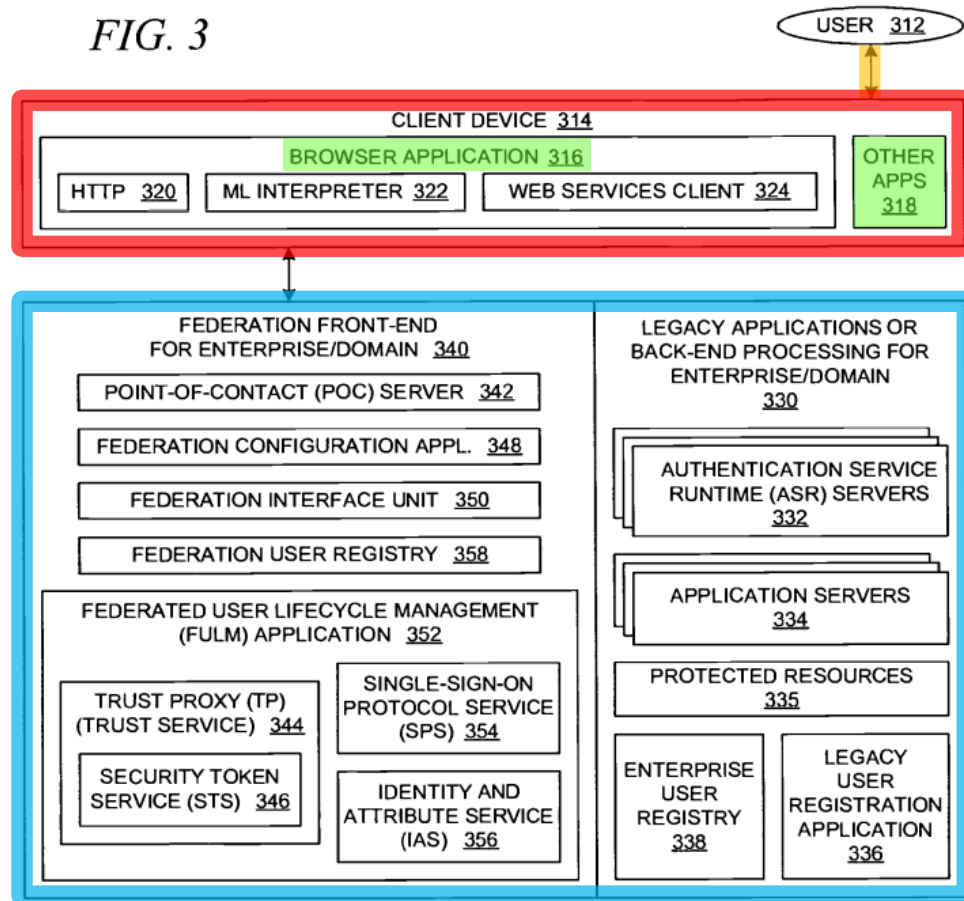 FIG. 3
USER 312
CLIENT DEVICE 314
BROWSER APPLICATION 316
HTTP 320
ML INTERPRETER 322
WEB SERVICES CLIENT 324
OTHER
APPS
318
FEDERATION FRONT-END
FOR ENTERPRISE/DOMAIN 340
POINT-OF-CONTACT (POC) SERVER 342
FEDERATION CONFIGURATION APPL. 348
FEDERATION INTERFACE UNIT 350
FEDERATION USER REGISTRY 358
FEDERATED USER LIFECYCLE MANAGEMENT
(FULM) APPLICATION 352
TRUST PROXY (TP)
(TRUST SERVICE) 344
SECURITY TOKEN
SERVICE (STS) 346
SINGLE-SIGN-ON
PROTOCOL SERVICE
(SPS) 354
IDENTITY AND
ATTRIBUTE SERVICE
(IAS) 356
LEGACY APPLICATIONS OR
BACK-END PROCESSING FOR
ENTERPRISE/DOMAIN
330
AUTHENTICATION SERVICE
RUNTIME (ASR) SERVERS
332
APPLICATION SERVERS
334
PROTECTED RESOURCES
335
ENTERPRISE
USER
REGISTRY
338
LEGACY
USER
REGISTRATION
APPLICATION
336